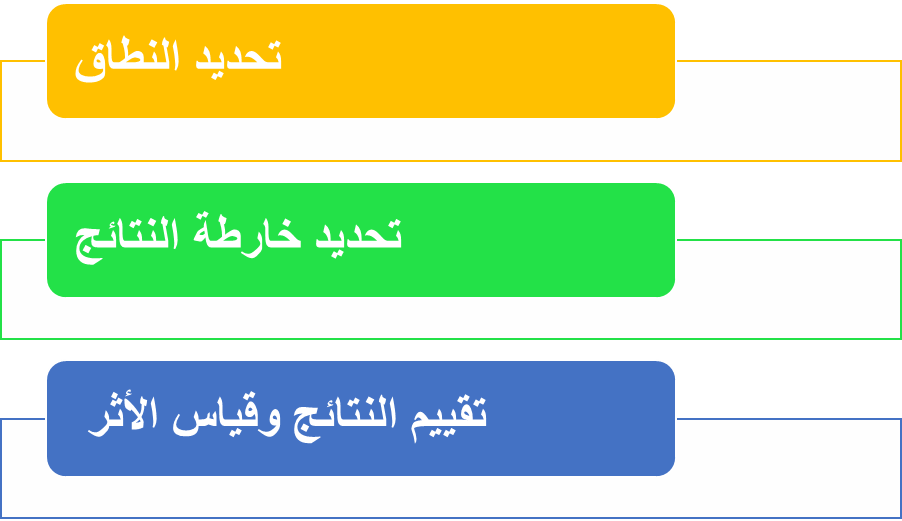 تحديد النطاق
تحديد خارطة النتائج
تقييم النتائج وقياس الأثر